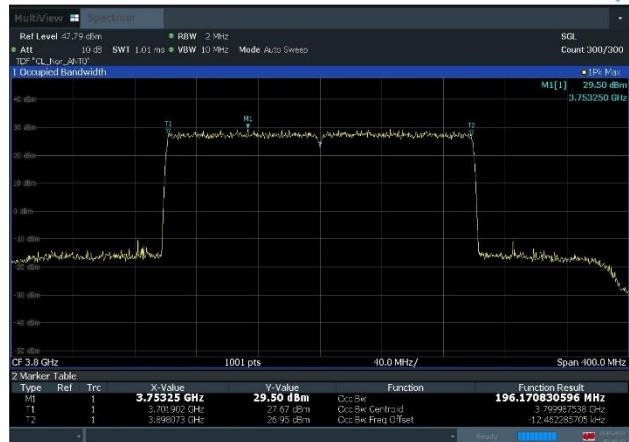 MultiView Spectrum
Ref Level 47.79 dBm RBW 2 MHz SGL
Att 10 dB SWT 1.01 ms VBW 10 MHz Mode Auto Sweep Count 300/300
TDF "CL_Nor_ANT0"
1 Occupied Bandwidth 1Pk Max
M1[1] 29.50 dBm
3.753250 GHz
40 dBm
30 dBm
T1 M1 T2
20 dBm
10 dBm
0 dBm
-10 dBm
-20 dBm
-30 dBm
-40 dBm
-50 dBm
CF 3.8 GHz 1001 pts 40.0 MHz/ Span 400.0 MHz
2 Marker Table
Type Ref Trc X-Value Y-Value Function Function Result
M1 1 3.75325 GHz 29.50 dBm Occ Bw 196.170830596 MHz
T1 1 3.701902 GHz 27.67 dBm Occ Bw Centroid 3.799987538 GHz
T2 1 3.898073 GHz 26.95 dBm Occ Bw Freq Offset -12.462285705 kHz
Ready